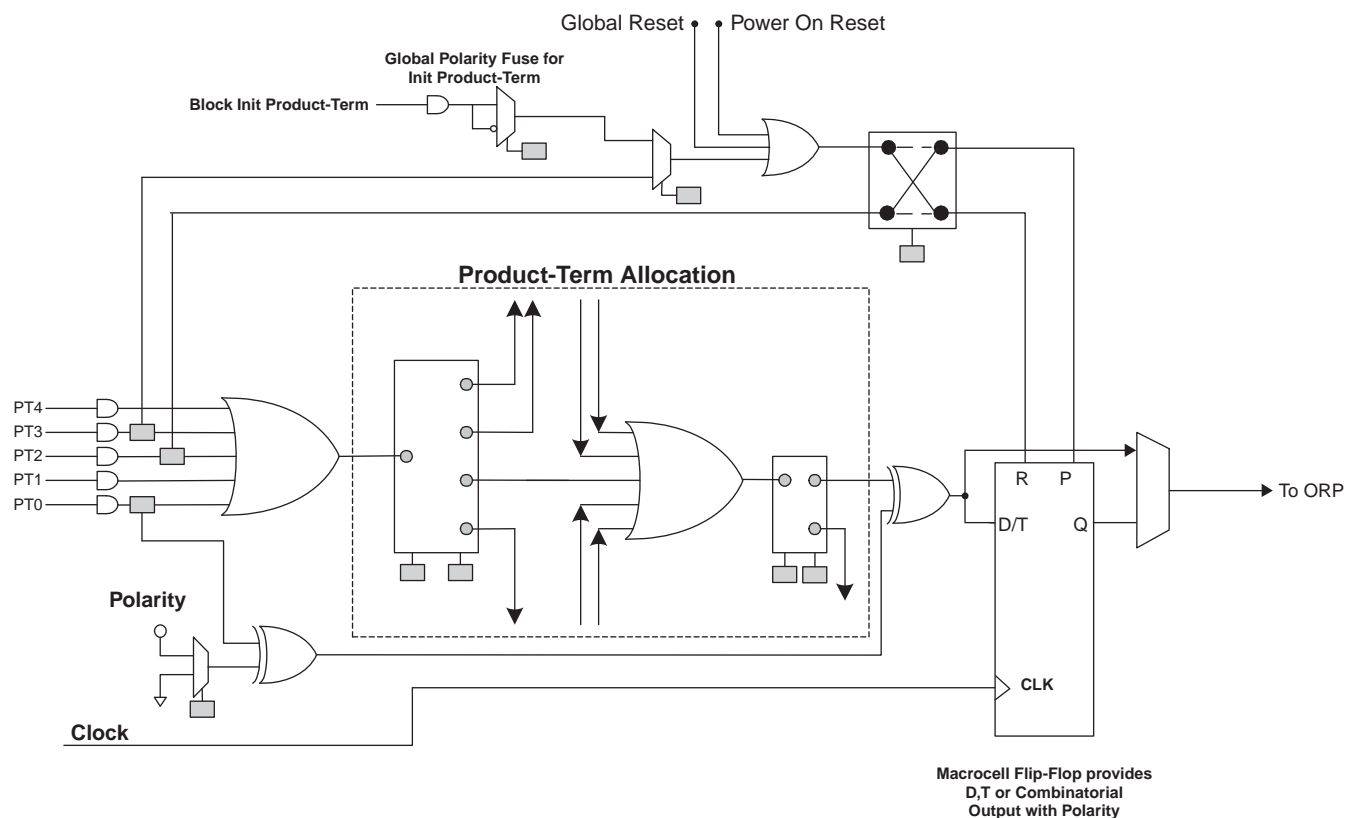 Global Reset
Power On Reset
Global Polarity Fuse for
Init Product-Term
Block Init Product-Term
Product-Term Allocation
PT4
PT3
PT2
PT1
PT0
R P
D/T Q
To ORP
Polarity
CLK
Clock
Macrocell Flip-Flop provides
D,T or Combinatorial
Output with Polarity